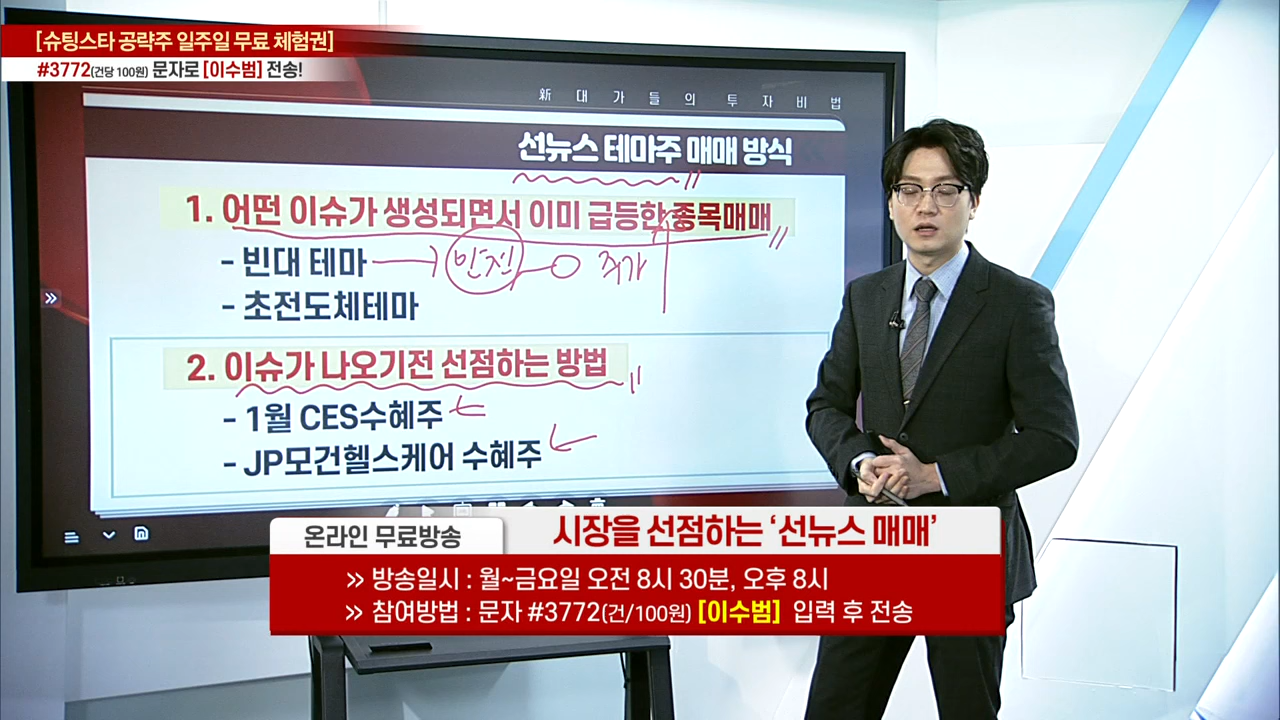 [슈팅스타 공략주 일주일 무료 체험권]
#3772(건당 100원) 문자로 [이수범] 전송!
新대가들의 투자비법
선뉴스 테마주 매매 방식
1. 어떤 이슈가 생성되면서 이미 급등한 종목매매
- 빈대 테마 반전 주가
- 초전도체테마
2. 이슈가 나오기전 선점하는 방법
- 1월 CES수혜주
- JP모건헬스케어 수혜주
온라인 무료방송
시장을 선점하는 ‘선뉴스 매매’
» 방송일시 : 월~금요일 오전 8시 30분, 오후 8시
» 참여방법 : 문자 #3772(건/100원) [이수범] 입력 후 전송